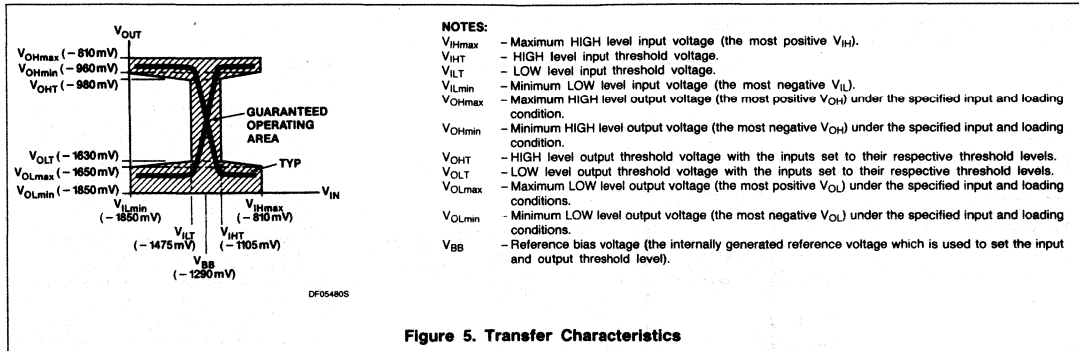 VOUT
VOHmax (−810mV)
VOHmin (−960mV)
VOHT (−980mV)
GUARANTEED
OPERATING
AREA
VOLT (−1630mV)
VOLmax (−1650mV)
VOLmin (−1850mV)
TYP
VIN
VILmin
(−1850mV)
VIHmax
(−810mV)
VILT
(−1475mV)
VIHT
(−1105mV)
VBB
(−1290mV)
DF05480S
NOTES:
VIHmax – Maximum HIGH level input voltage (the most positive VIH).
VIHT – HIGH level input threshold voltage.
VILT – LOW level input threshold voltage.
VILmin – Minimum LOW level input voltage (the most negative VIL).
VOHmax – Maximum HIGH level output voltage (the most positive VOH) under the specified input and loading
condition.
VOHmin – Minimum HIGH level output voltage (the most negative VOH) under the specified input and loading
condition.
VOHT – HIGH level output threshold voltage with the inputs set to their respective threshold levels.
VOLT – LOW level output threshold voltage with the inputs set to their respective threshold levels.
VOLmax – Maximum LOW level output voltage (the most positive VOL) under the specified input and loading
conditions.
VOLmin – Minimum LOW level output voltage (the most negative VOL) under the specified input and loading
conditions.
VBB – Reference bias voltage (the internally generated reference voltage which is used to set the input
and output threshold level).
Figure 5. Transfer Characteristics